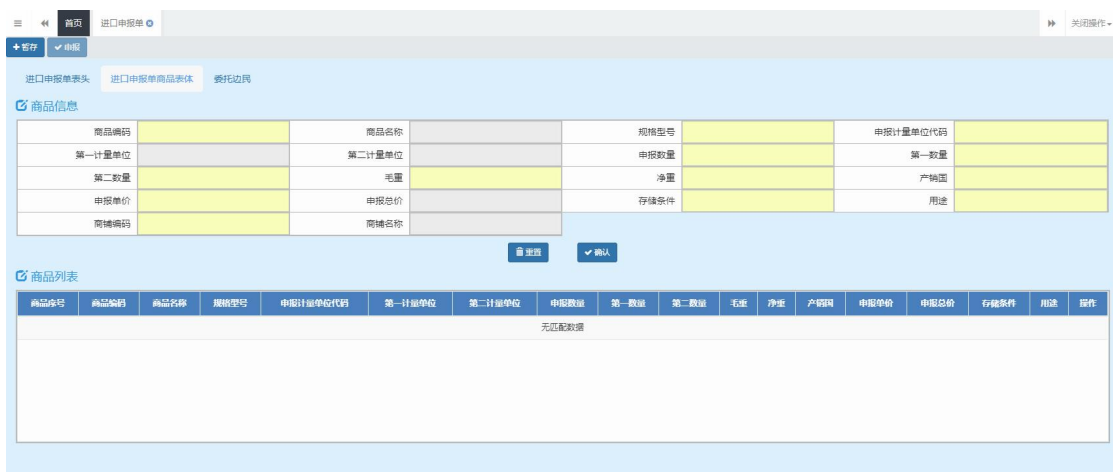 首页 进口申报单 关闭操作
暂存 申报
进口申报单表头 进口申报单商品表体 委托边民
商品信息
商品编码 商品名称 规格型号 申报计量单位代码
第一计量单位 第二计量单位 申报数量 第一数量
第二数量 毛重 净重 产销国
申报单价 申报总价 存储条件 用途
商铺编码 商铺名称
重置 确认
商品列表
商品序号 商品编码 商品名称 规格型号 申报计量单位代码 第一计量单位 第二计量单位 申报数量 第一数量 第二数量 毛重 净重 产销国 申报单价 申报总价 存储条件 用途 操作
无匹配数据